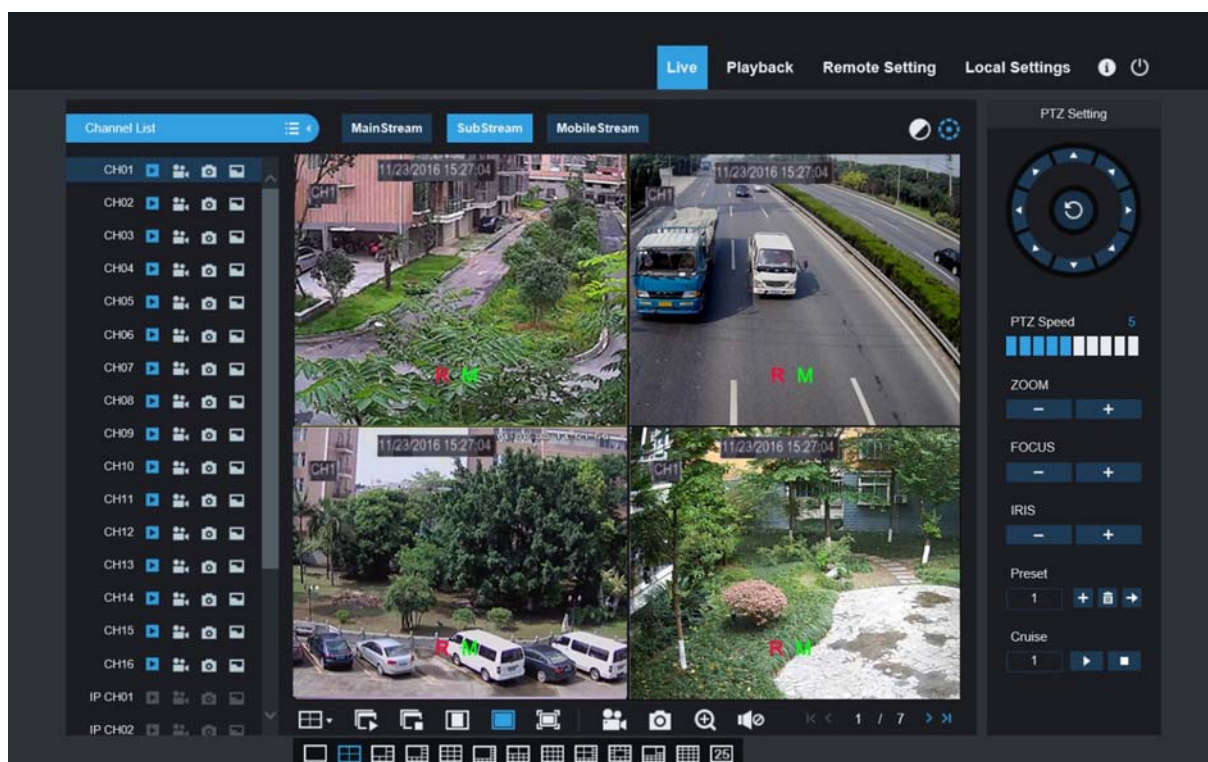 Live Playback Remote Setting Local Settings
Channel List
MainStream SubStream MobileStream
PTZ Setting
CH01
CH02
CH03
CH04
CH05
CH06
CH07
CH08
CH09
CH10
CH11
CH12
CH13
CH14
CH15
CH16
IP CH01
IP CH02
11/23/2016 15:27:04
CH1
R M
11/23/2016 15:27:04
CH1
R M
11/23/2016 15:27:04
CH1
R M
11/23/2016 15:27:04
CH1
R M
1 / 7
25
PTZ Speed 5
ZOOM
- +
FOCUS
- +
IRIS
- +
Preset
1
Cruise
1